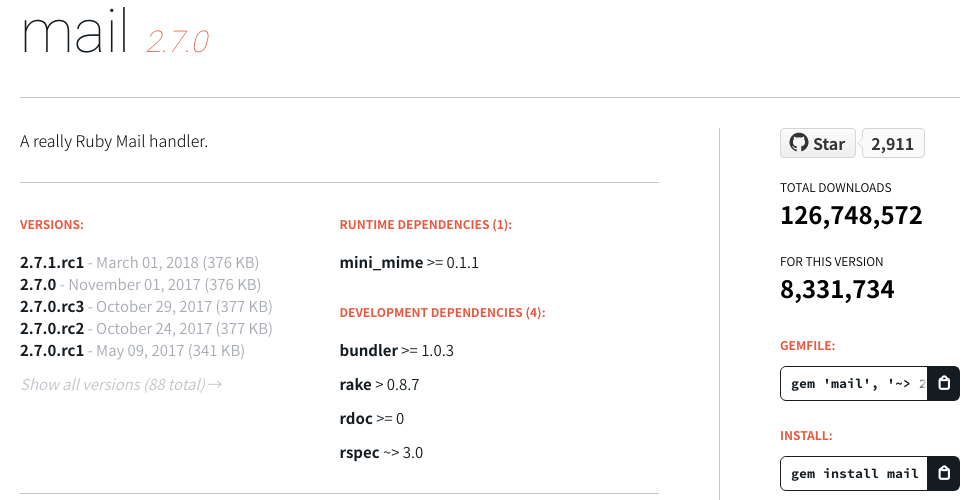 mail 2.7.0
A really Ruby Mail handler.
VERSIONS:
2.7.1.rc1 - March 01, 2018 (376 KB)
2.7.0 - November 01, 2017 (376 KB)
2.7.0.rc3 - October 29, 2017 (377 KB)
2.7.0.rc2 - October 24, 2017 (377 KB)
2.7.0.rc1 - May 09, 2017 (341 KB)
Show all versions (88 total) →
RUNTIME DEPENDENCIES (1):
mini_mime >= 0.1.1
DEVELOPMENT DEPENDENCIES (4):
bundler >= 1.0.3
rake > 0.8.7
rdoc >= 0
rspec ~> 3.0
Star 2,911
TOTAL DOWNLOADS
126,748,572
FOR THIS VERSION
8,331,734
GEMFILE:
gem 'mail', '~> 2
INSTALL:
gem install mail